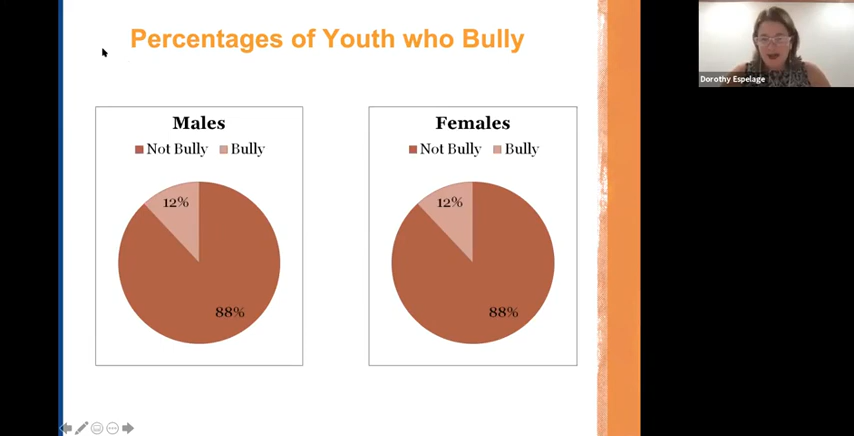 Percentages of Youth who Bully
Dorothy Espelage
Males
Not Bully Bully
12%
88%
Females
Not Bully Bully
12%
88%